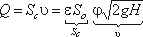 Q = S_c υ = εS_o φ√2gH
S_c υ